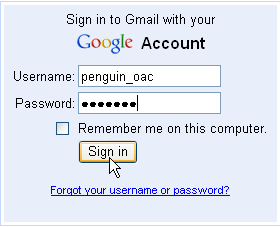 Sign in to Gmail with your
Google Account
Username: penguin_oac
Password: •••••••
Remember me on this computer.
Sign in
Forgot your username or password?